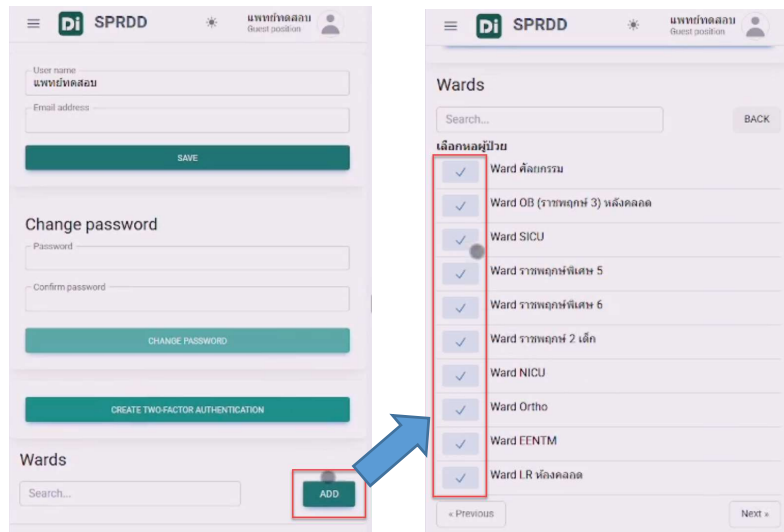 Di SPRDD แพทย์ทดสอบ
Guest position
User name
แพทย์ทดสอบ
Email address
SAVE
Change password
Password
Confirm password
CHANGE PASSWORD
CREATE TWO-FACTOR AUTHENTICATION
Wards
Search...
ADD
Di SPRDD แพทย์ทดสอบ
Guest position
Wards
Search...
BACK
เลือกหอผู้ป่วย
Ward ศัลยกรรม
Ward OB (ราชพฤกษ์ 3) หลังคลอด
Ward SICU
Ward ราชพฤกษ์พิเศษ 5
Ward ราชพฤกษ์พิเศษ 6
Ward ราชพฤกษ์ 2 เด็ก
Ward NICU
Ward Ortho
Ward EENTM
Ward LR ห้องคลอด
« Previous
Next »